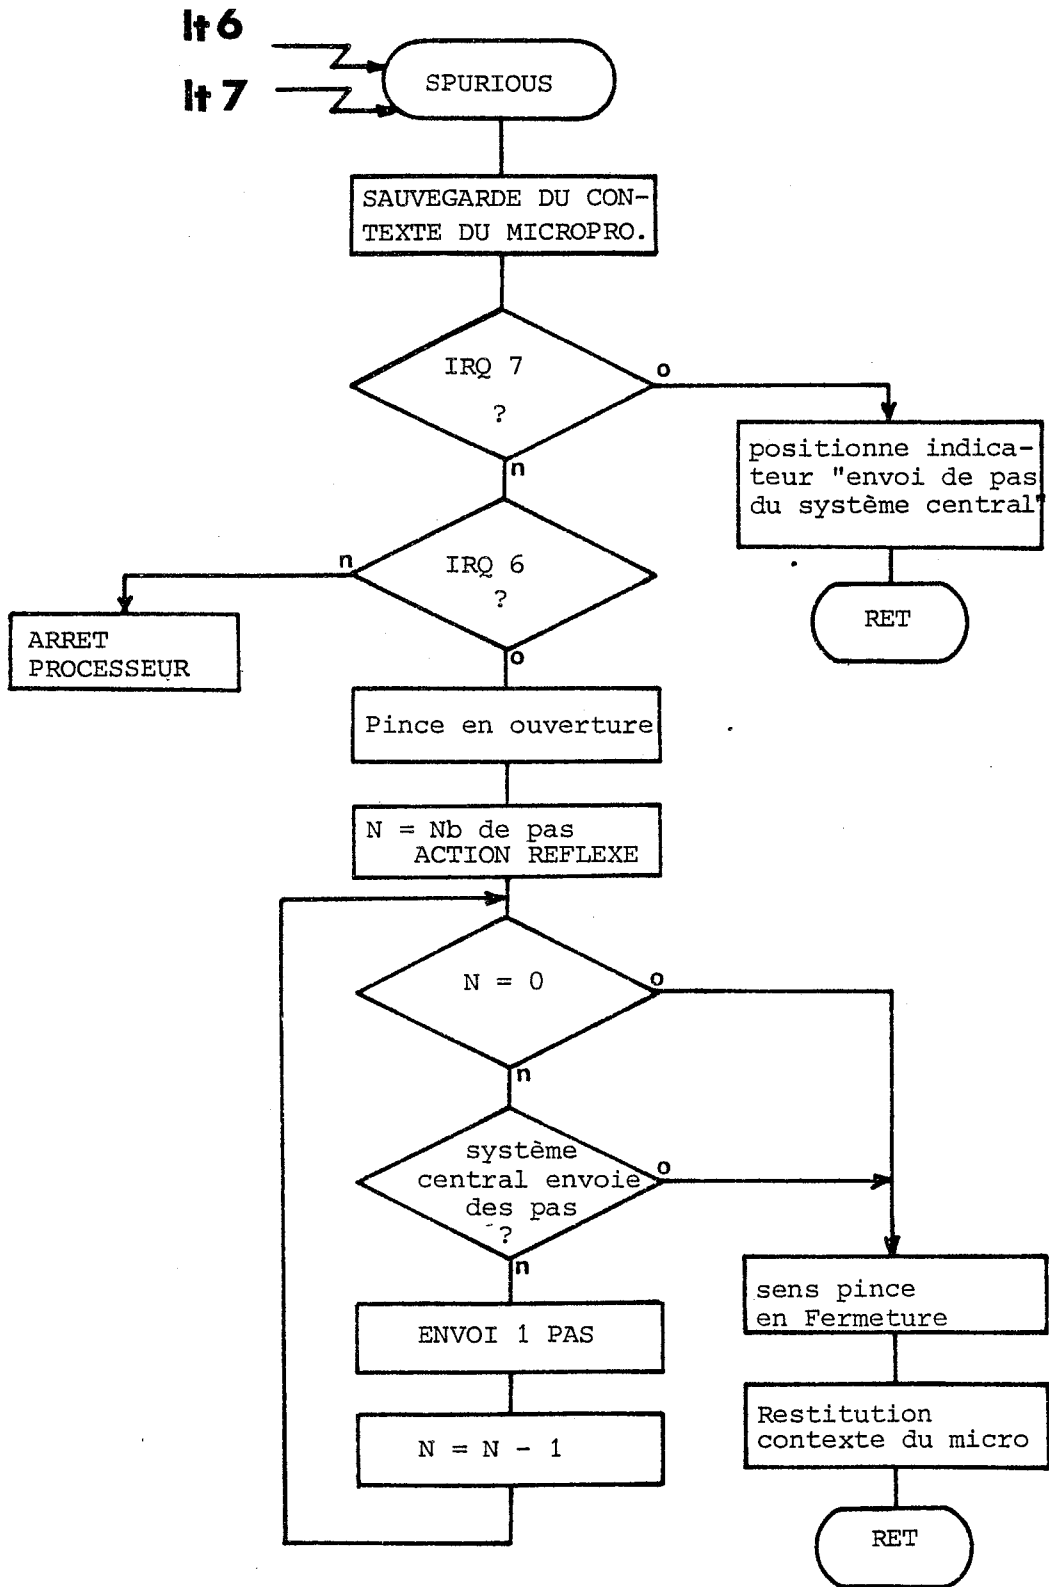 It 6
It 7
SPURIOUS
SAUVEGARDE DU CON-
TEXTE DU MICROPRO.
IRQ 7
?
o
n
positionne indica-
teur "envoi de pas
du système central"
RET
n
IRQ 6
?
o
ARRET
PROCESSEUR
Pince en ouverture
N = Nb de pas
ACTION REFLEXE
N = 0
o
n
système
central envoie
des pas
?
o
n
ENVOI 1 PAS
N = N - 1
sens pince
en Fermeture
Restitution
contexte du micro
RET